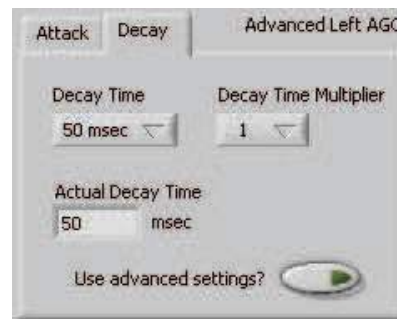 Attack Decay Advanced Left AGC
Decay Time Decay Time Multiplier
50 msec 1
Actual Decay Time
50 msec
Use advanced settings?